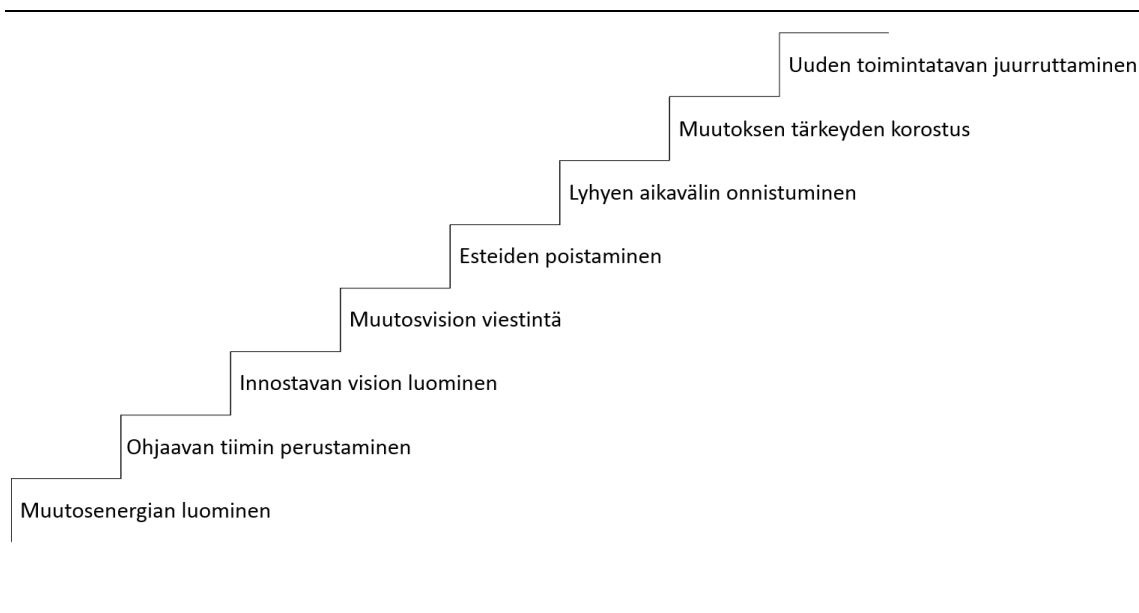 Uuden toimintatavan juurruttaminen
Muutoksen tärkeyden korostus
Lyhyen aikavälin onnistuminen
Esteiden poistaminen
Muutosvision viestintä
Innostavan vision luominen
Ohjaavan tiimin perustaminen
Muutosenergian luominen